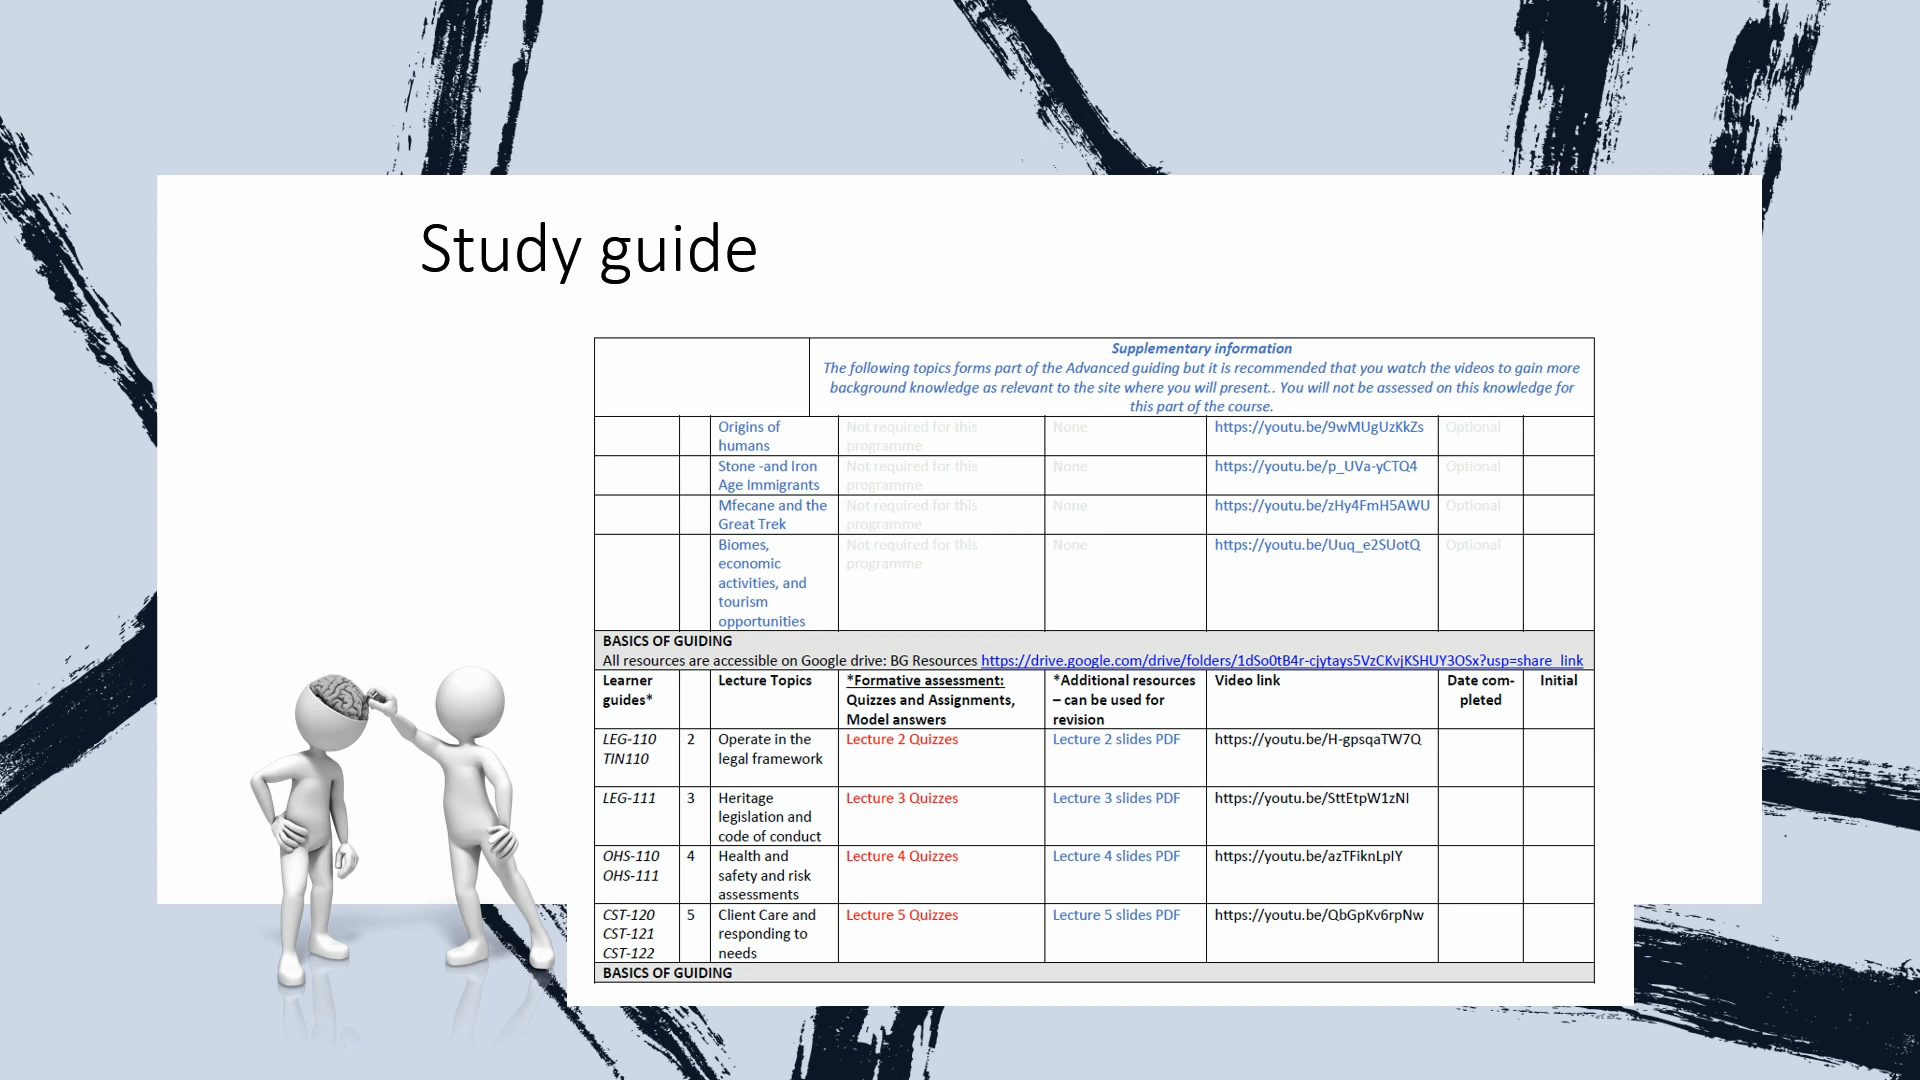 Study guide
Supplementary information
The following topics forms part of the Advanced guiding but it is recommended that you watch the videos to gain more
background knowledge as relevant to the site where you will present.. You will not be assessed on this knowledge for
this part of the course.
Origins of humans Not required for this programme None https://youtu.be/9wMUgUzKkZs Optional
Stone -and Iron Age Immigrants Not required for this programme None https://youtu.be/p_UVa-yCTQ4 Optional
Mfecane and the Great Trek Not required for this programme None https://youtu.be/zHy4FmH5AWU Optional
Biomes, economic activities, and tourism opportunities Not required for this programme None https://youtu.be/Uuq_e2SUotQ Optional
BASICS OF GUIDING
All resources are accessible on Google drive: BG Resources https://drive.google.com/drive/folders/1dSo0tB4r-cjytays5VzCKvjKSHUY3OSx?usp=share_link
Learner guides* Lecture Topics *Formative assessment: Quizzes and Assignments, Model answers *Additional resources – can be used for revision Video link Date com-pleted Initial
LEG-110 TIN110 2 Operate in the legal framework Lecture 2 Quizzes Lecture 2 slides PDF https://youtu.be/H-gpsqaTW7Q
LEG-111 3 Heritage legislation and code of conduct Lecture 3 Quizzes Lecture 3 slides PDF https://youtu.be/SttEtpW1zNI
OHS-110 OHS-111 4 Health and safety and risk assessments Lecture 4 Quizzes Lecture 4 slides PDF https://youtu.be/azTFiknLpIY
CST-120 CST-121 CST-122 5 Client Care and responding to needs Lecture 5 Quizzes Lecture 5 slides PDF https://youtu.be/QbGpKv6rpNw
BASICS OF GUIDING